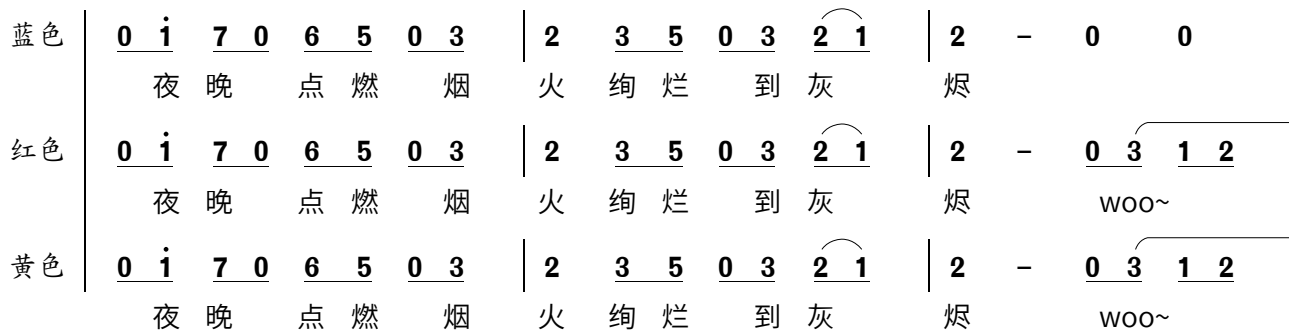 蓝色 0 i 7 0 6 5 0 3 2 3 5 0 3 2 1 2 – 0 0
夜 晚 点 燃 烟 火 绚 烂 到 灰 烬
红色 0 i 7 0 6 5 0 3 2 3 5 0 3 2 1 2 – 0 3 1 2
夜 晚 点 燃 烟 火 绚 烂 到 灰 烬 woo~
黄色 0 i 7 0 6 5 0 3 2 3 5 0 3 2 1 2 – 0 3 1 2
夜 晚 点 燃 烟 火 绚 烂 到 灰 烬 woo~